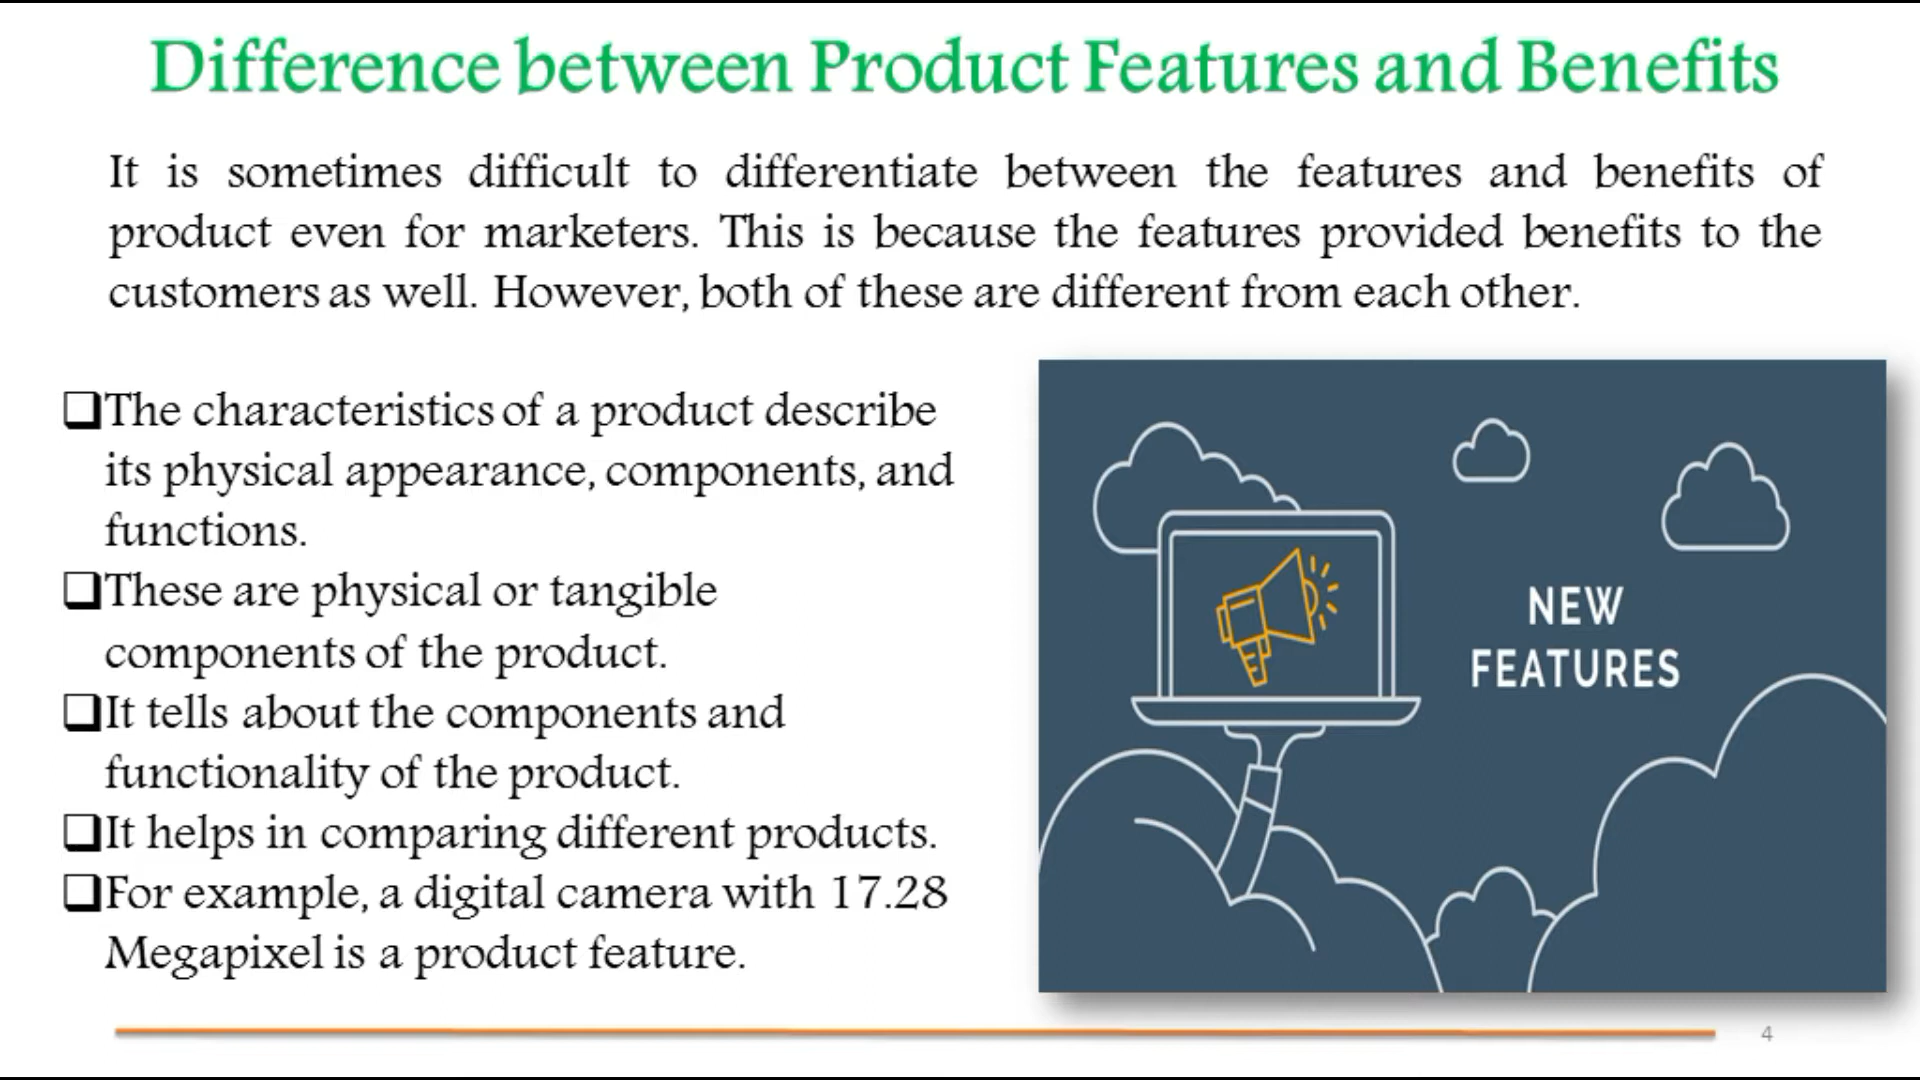 Difference between Product Features and Benefits
It is sometimes difficult to differentiate between the features and benefits of
product even for marketers. This is because the features provided benefits to the
customers as well. However, both of these are different from each other.
❑The characteristics of a product describe
its physical appearance, components, and
functions.
❑These are physical or tangible
components of the product.
❑It tells about the components and
functionality of the product.
❑It helps in comparing different products.
❑For example, a digital camera with 17.28
Megapixel is a product feature.
NEW
FEATURES
4